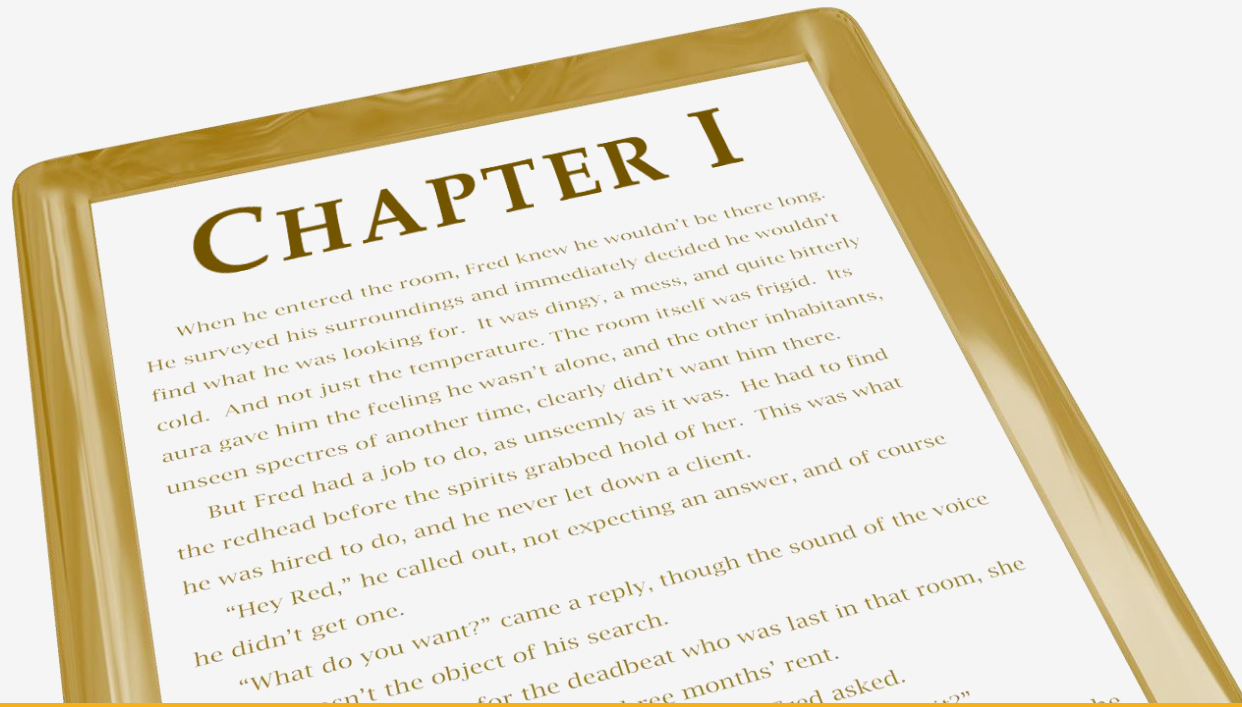 CHAPTER I
When he entered the room, Fred knew he wouldn't be there long.
He surveyed his surroundings and immediately decided he wouldn't
find what he was looking for. It was dingy, a mess, and quite bitterly
cold. And not just the temperature. The room itself was frigid. Its
aura gave him the feeling he wasn't alone, and the other inhabitants,
unseen spectres of another time, clearly didn't want him there.
But Fred had a job to do, as unseemly as it was. He had to find
the redhead before the spirits grabbed hold of her. This was what
he was hired to do, and he never let down a client.
“Hey Red,” he called out, not expecting an answer, and of course
he didn't get one.
“What do you want?” came a reply, though the sound of the voice
the object of his search.
for the deadbeat who was last in that room, she
months' rent.
asked.